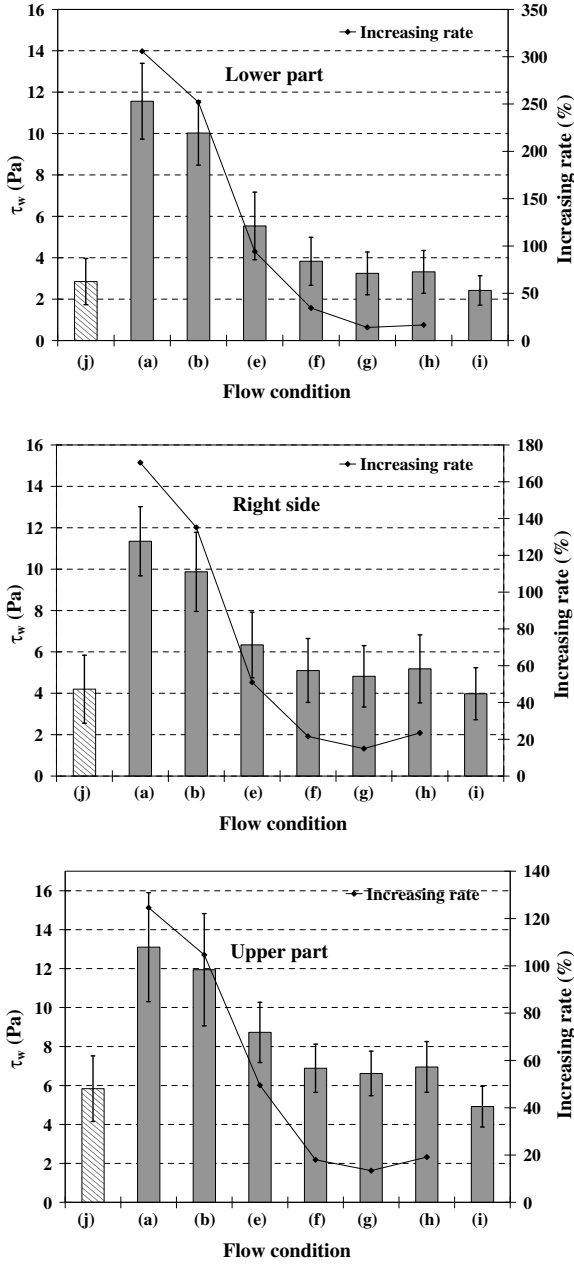 16 350
Increasing rate
14 300
Lower part
12 250
10
200
8
150
6
100
4
2 50
0 0
τw (Pa)
Increasing rate (%)
(j) (a) (b) (e) (f) (g) (h) (i)
Flow condition
16 180
Increasing rate
14 160
Right side
12 140
120
10
100
8
80
6
60
4
40
2 20
0 0
τw (Pa)
Increasing rate (%)
(j) (a) (b) (e) (f) (g) (h) (i)
Flow condition
140
16 Increasing rate
120
14
Upper part
12 100
10 80
8
60
6
40
4
2 20
0 0
τw (Pa)
Increasing rate (%)
(j) (a) (b) (e) (f) (g) (h) (i)
Flow condition